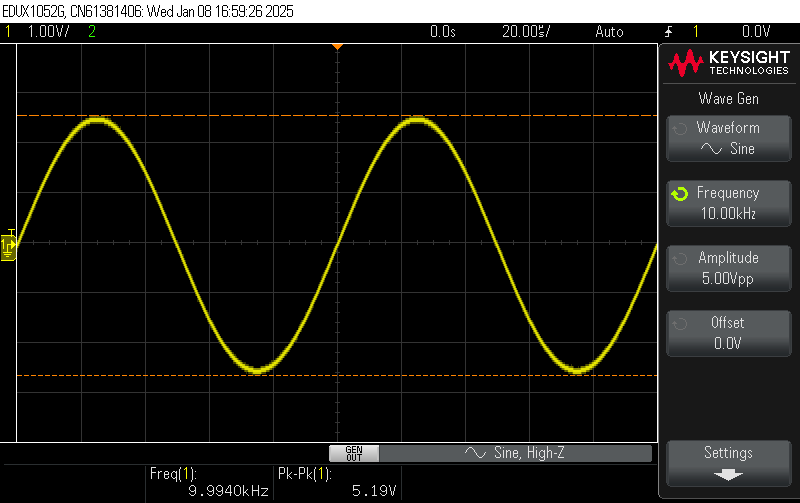 EDUX1052G, CN61381406: Wed Jan 08 16:59:26 2025
1 1.00V/ 2 0.0s 20.00s/ Auto 1 0.0V
KEYSIGHT
TECHNOLOGIES
Wave Gen
Waveform
Sine
Frequency
10.00kHz
Amplitude
5.00Vpp
Offset
0.0V
T
1
GEN
OUT
Sine, High-Z
Settings
Freq(1): Pk-Pk(1):
9.9940kHz 5.19V